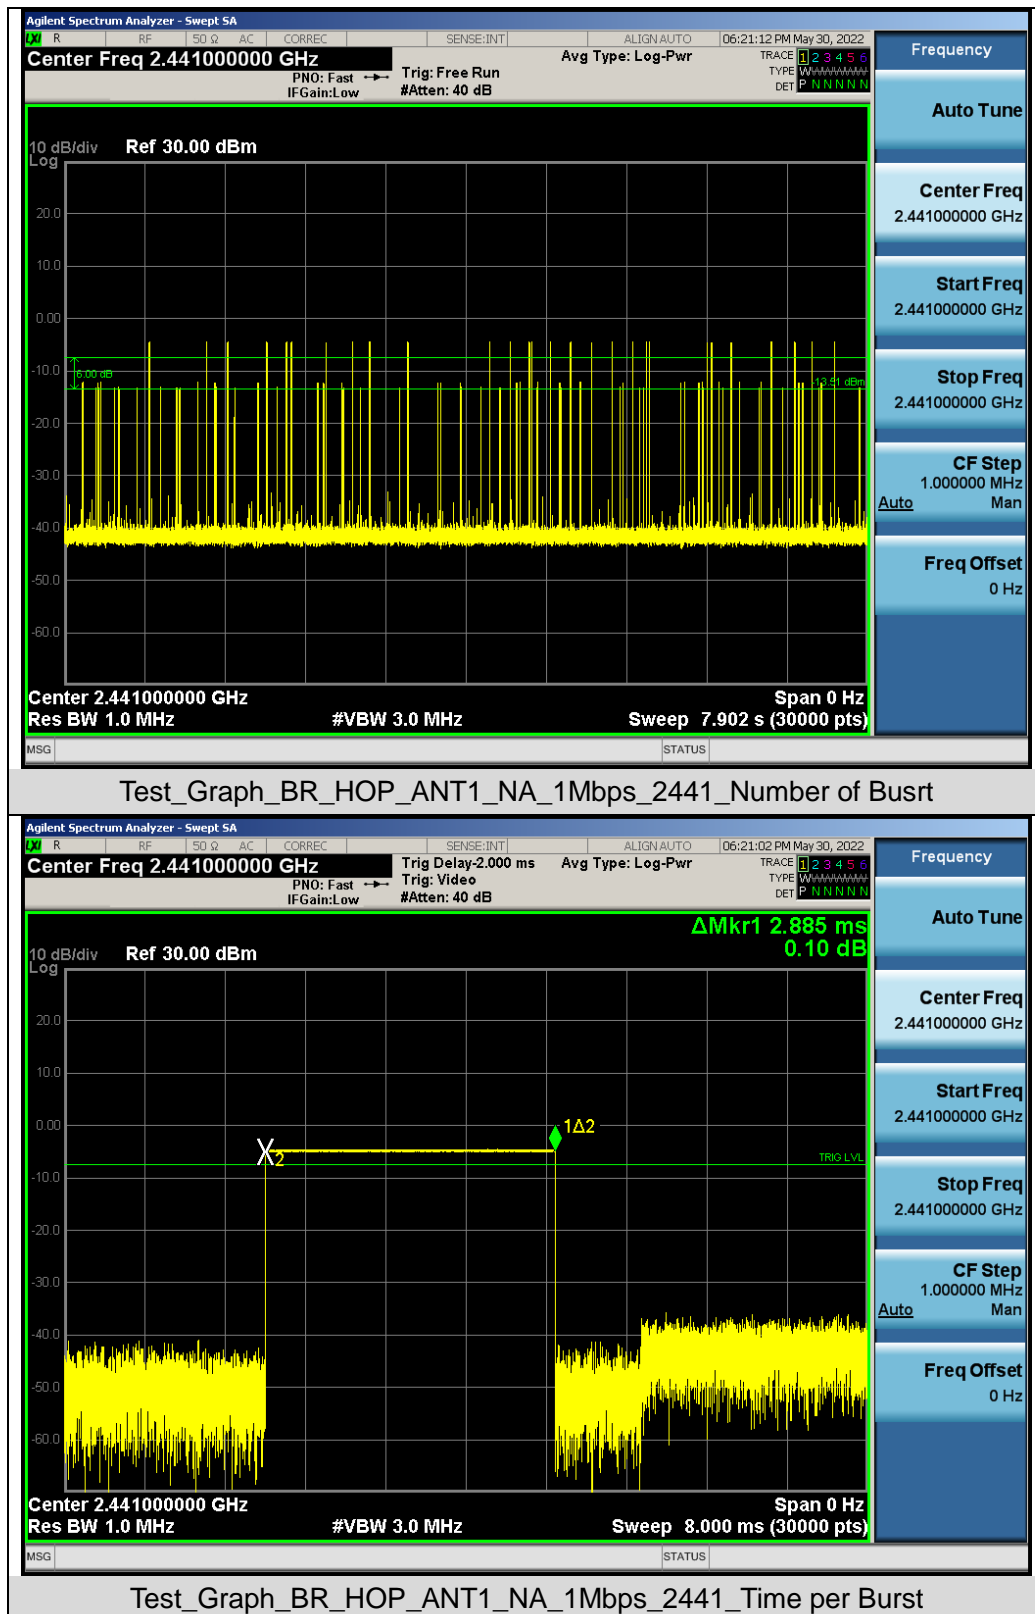 Agilent Spectrum Analyzer - Swept SA
LXI R RF 50 Ω AC CORREC SENSE:INT ALIGN AUTO 06:21:12 PM May 30, 2022
Center Freq 2.441000000 GHz
PNO: Fast
IFGain:Low
Trig: Free Run
#Atten: 40 dB
Avg Type: Log-Pwr
TRACE 1 2 3 4 5 6
TYPE
DET P N N N N N
Frequency
Auto Tune
Center Freq
2.441000000 GHz
Start Freq
2.441000000 GHz
Stop Freq
2.441000000 GHz
CF Step
1.000000 MHz
Auto Man
Freq Offset
0 Hz
10 dB/div Ref 30.00 dBm
Log
20.0
10.0
0.00
-10.0
6.00 dB
-13.51 dBm
-20.0
-30.0
-40.0
-50.0
-60.0
Center 2.441000000 GHz Span 0 Hz
Res BW 1.0 MHz #VBW 3.0 MHz Sweep 7.902 s (30000 pts)
MSG STATUS
Test_Graph_BR_HOP_ANT1_NA_1Mbps_2441_Number of Busrt
Agilent Spectrum Analyzer - Swept SA
LXI R RF 50 Ω AC CORREC SENSE:INT ALIGN AUTO 06:21:02 PM May 30, 2022
Center Freq 2.441000000 GHz
PNO: Fast
IFGain:Low
Trig Delay-2.000 ms
Trig: Video
#Atten: 40 dB
Avg Type: Log-Pwr
TRACE 1 2 3 4 5 6
TYPE
DET P N N N N N
Frequency
Auto Tune
Center Freq
2.441000000 GHz
Start Freq
2.441000000 GHz
Stop Freq
2.441000000 GHz
CF Step
1.000000 MHz
Auto Man
Freq Offset
0 Hz
ΔMkr1 2.885 ms
0.10 dB
10 dB/div Ref 30.00 dBm
Log
20.0
10.0
0.00
1Δ2
2
TRIG LVL
-10.0
-20.0
-30.0
-40.0
-50.0
-60.0
Center 2.441000000 GHz Span 0 Hz
Res BW 1.0 MHz #VBW 3.0 MHz Sweep 8.000 ms (30000 pts)
MSG STATUS
Test_Graph_BR_HOP_ANT1_NA_1Mbps_2441_Time per Burst